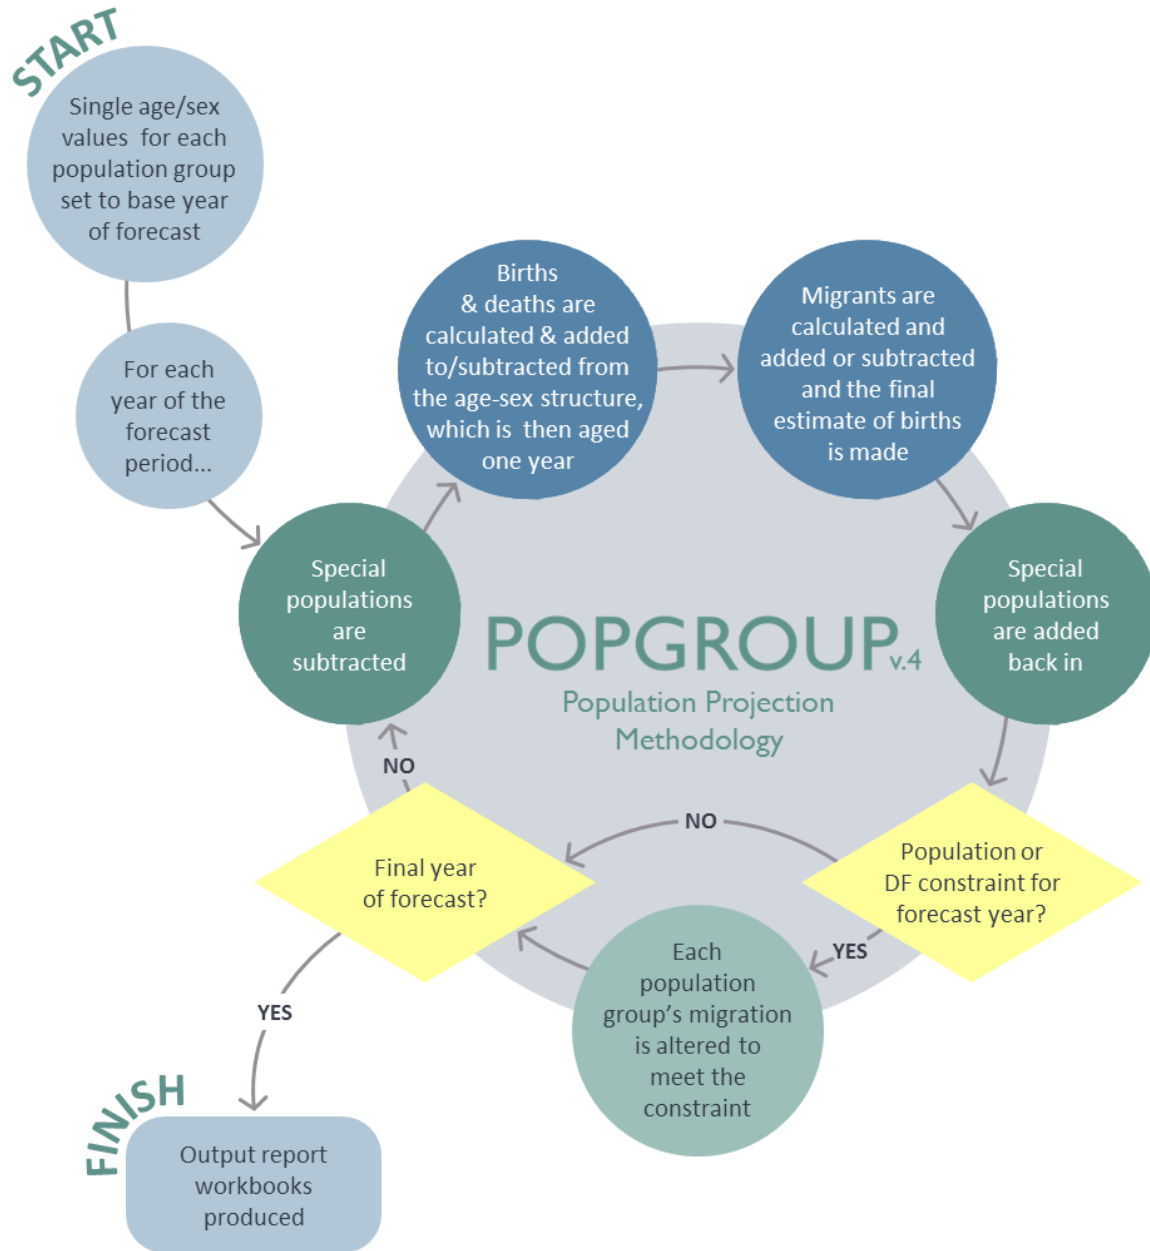 START
Single age/sex
values for each
population group
set to base year
of forecast
For each
year of the
forecast
period...
Special
populations
are
subtracted
Births
& deaths are
calculated & added
to/subtracted from
the age-sex structure,
which is then aged
one year
Migrants are
calculated and
added or subtracted
and the final
estimate of births
is made
Special
populations
are added
back in
POPGROUP v.4
Population Projection
Methodology
Population or
DF constraint for
forecast year?
NO
YES
Each
population
group's migration
is altered to
meet the
constraint
Final year
of forecast?
NO
YES
FINISH
Output report
workbooks
produced